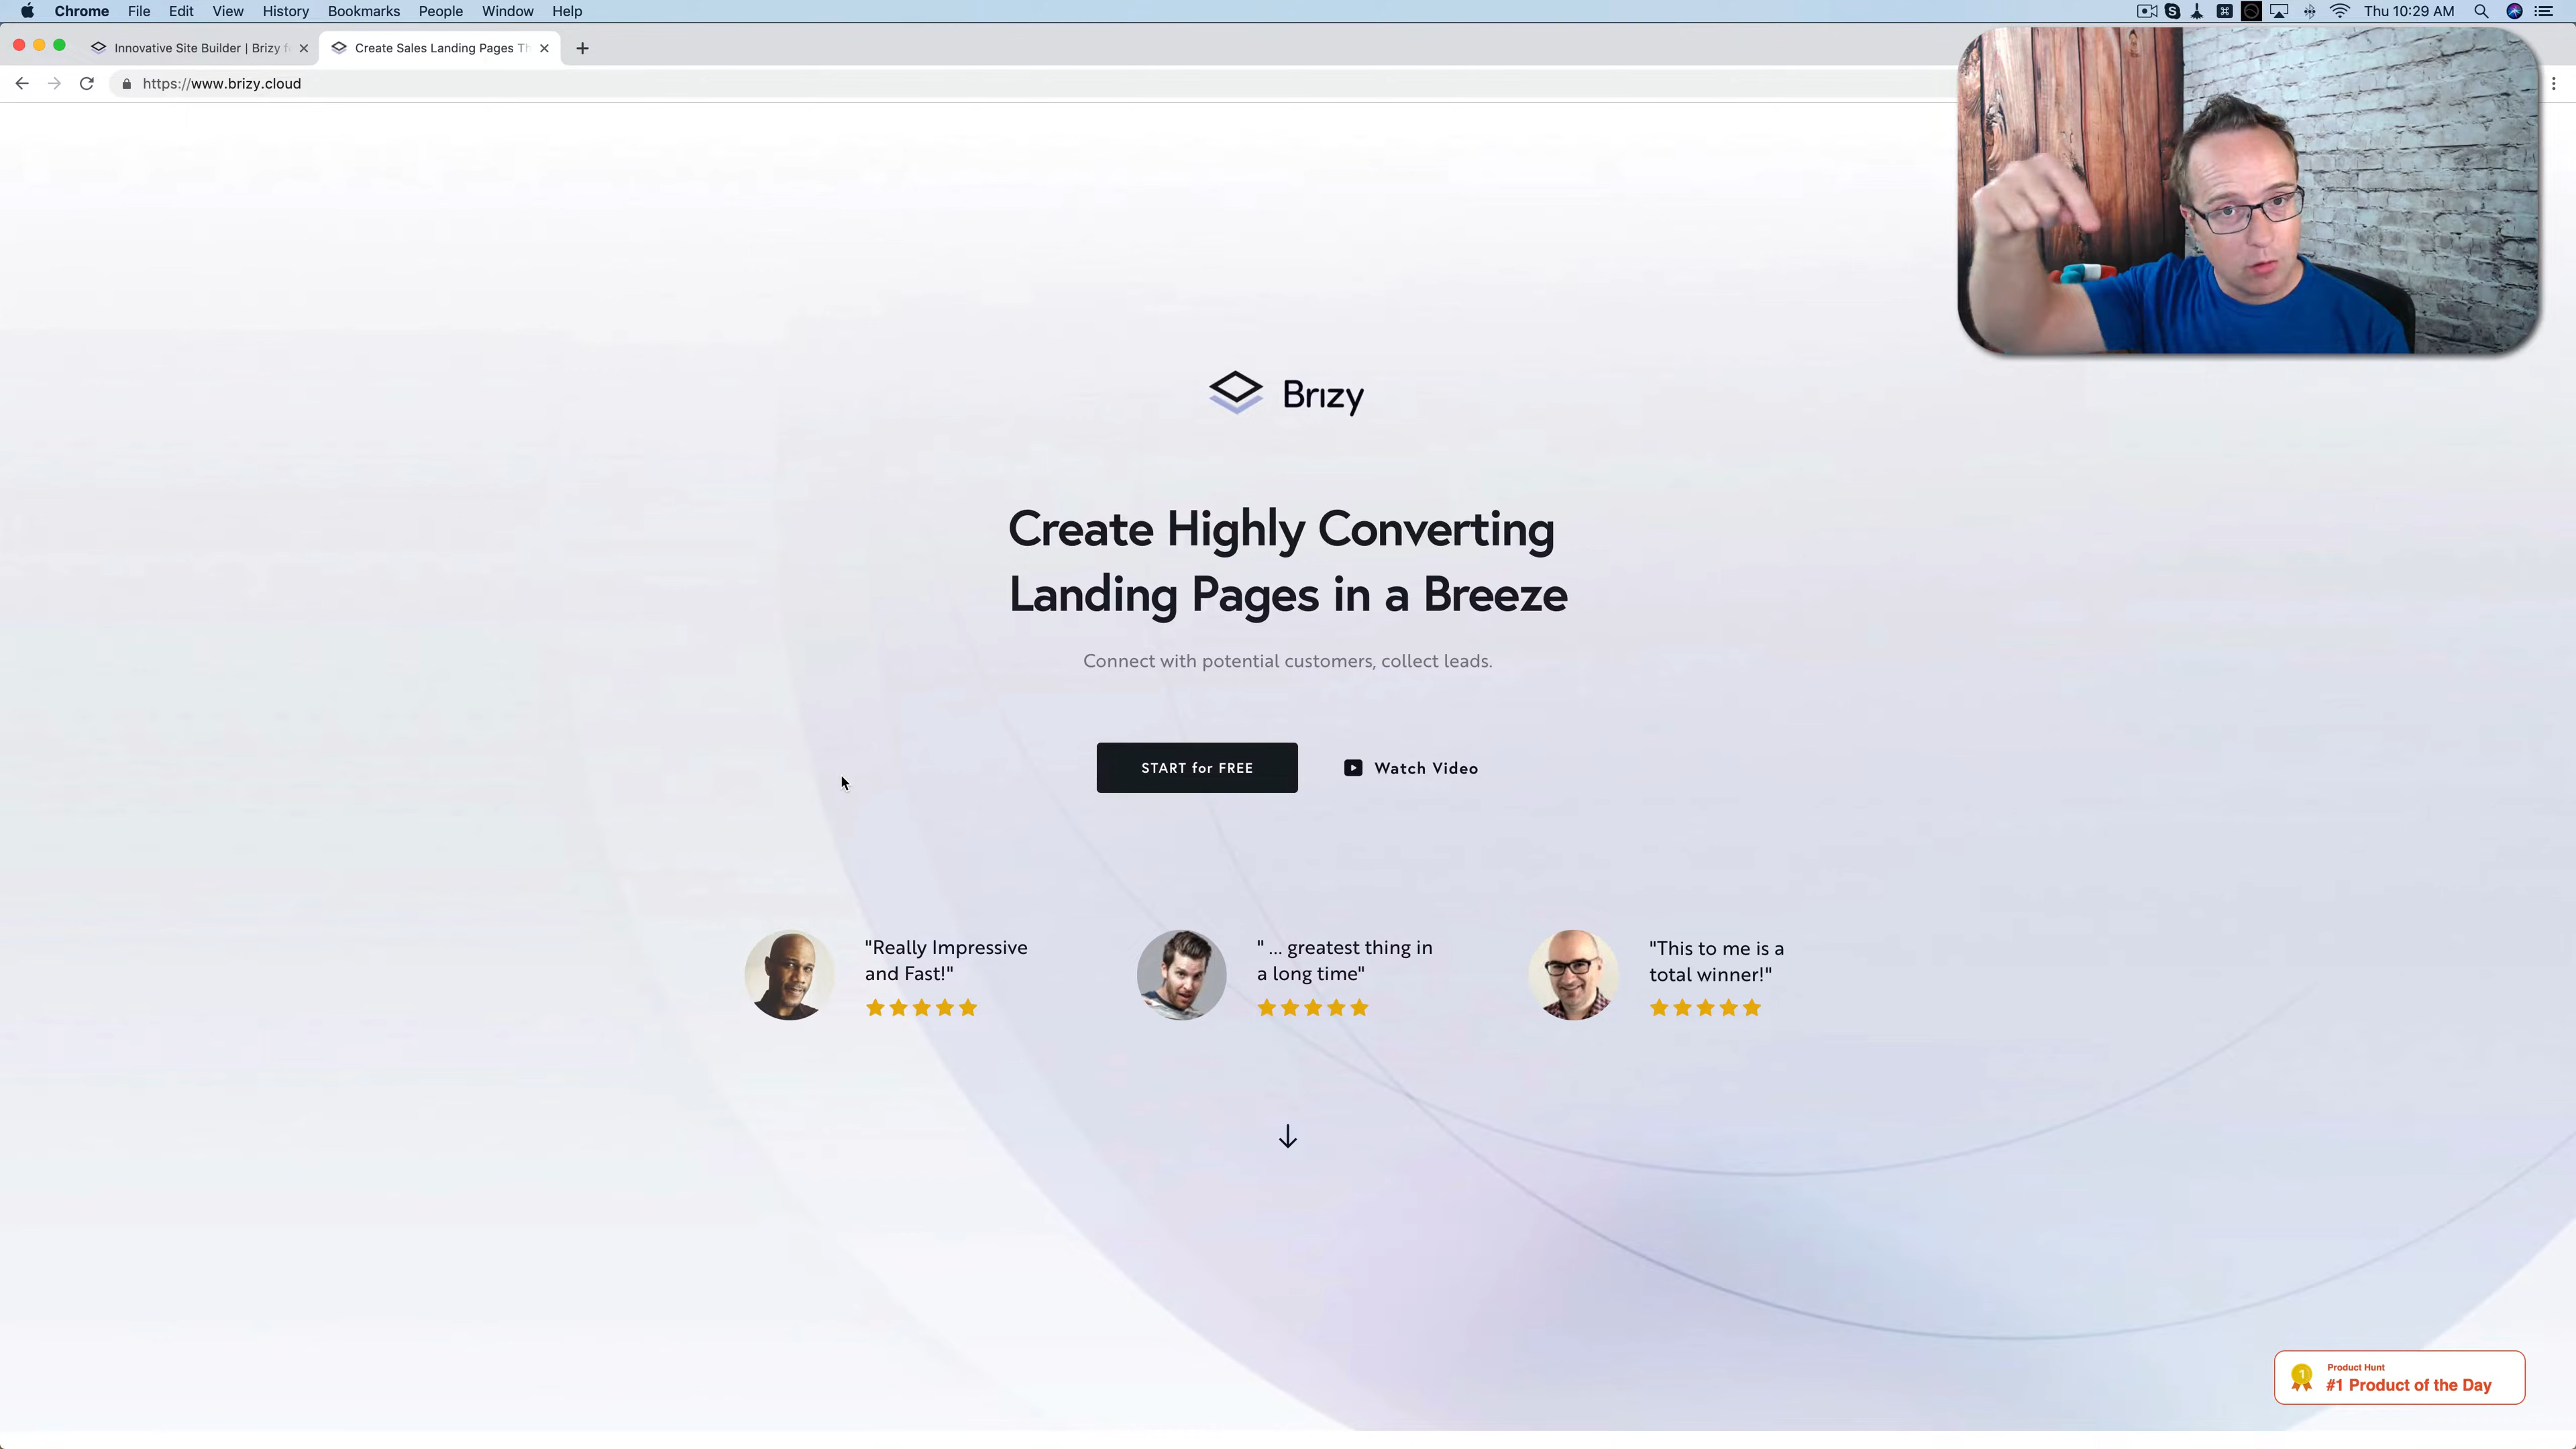 Chrome File Edit View History Bookmarks People Window Help
Thu 10:29 AM
Innovative Site Builder | Brizy f
Create Sales Landing Pages Th
https://www.brizy.cloud
Brizy
Create Highly Converting
Landing Pages in a Breeze
Connect with potential customers, collect leads.
START for FREE
Watch Video
"Really Impressive
and Fast!"
" ... greatest thing in
a long time"
"This to me is a
total winner!"
Product Hunt
1
#1 Product of the Day